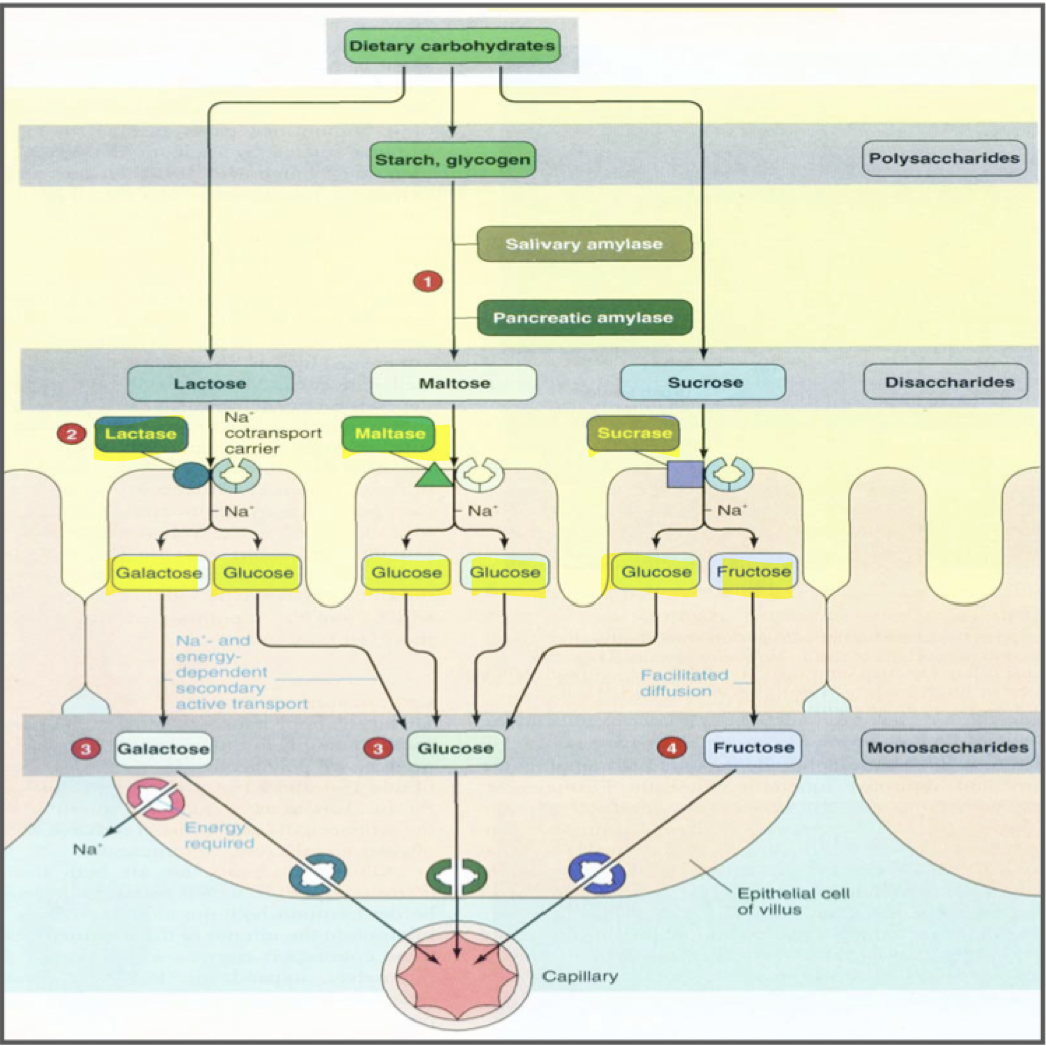 Dietary carbohydrates
Starch, glycogen
Polysaccharides
Salivary amylase
1
Pancreatic amylase
Lactose
Maltose
Sucrose
Disaccharides
2
Lactase
Na+
cotransport
carrier
Maltase
Sucrase
Na+
Na+
Na+
Galactose
Glucose
Glucose
Glucose
Glucose
Fructose
Na+- and
energy-
dependent
secondary
active transport
Facilitated
diffusion
3
Galactose
3
Glucose
4
Fructose
Monosaccharides
Energy
required
Na+
Epithelial cell
of villus
Capillary